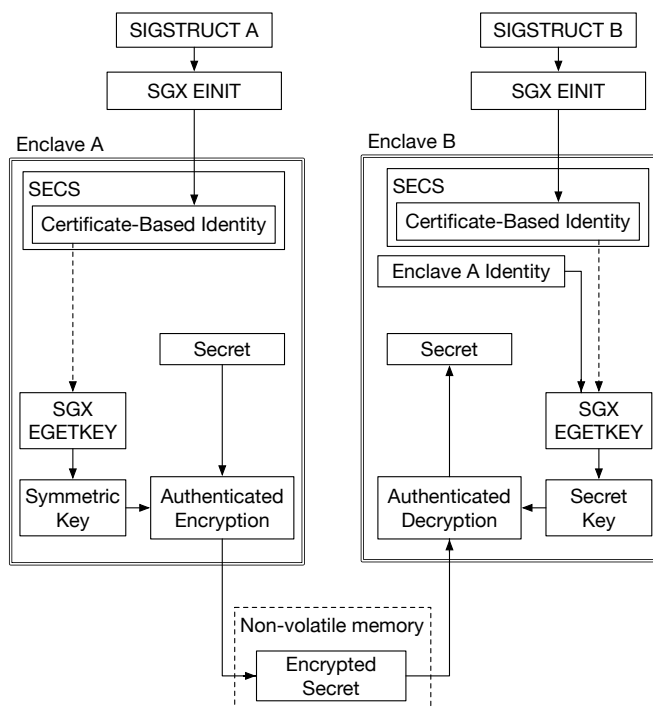 SIGSTRUCT A
SGX EINIT
Enclave A
SECS
Certificate-Based Identity
Secret
SGX
EGETKEY
Symmetric
Key
Authenticated
Encryption
SIGSTRUCT B
SGX EINIT
Enclave B
SECS
Certificate-Based Identity
Enclave A Identity
Secret
SGX
EGETKEY
Authenticated
Decryption
Secret
Key
Non-volatile memory
Encrypted
Secret